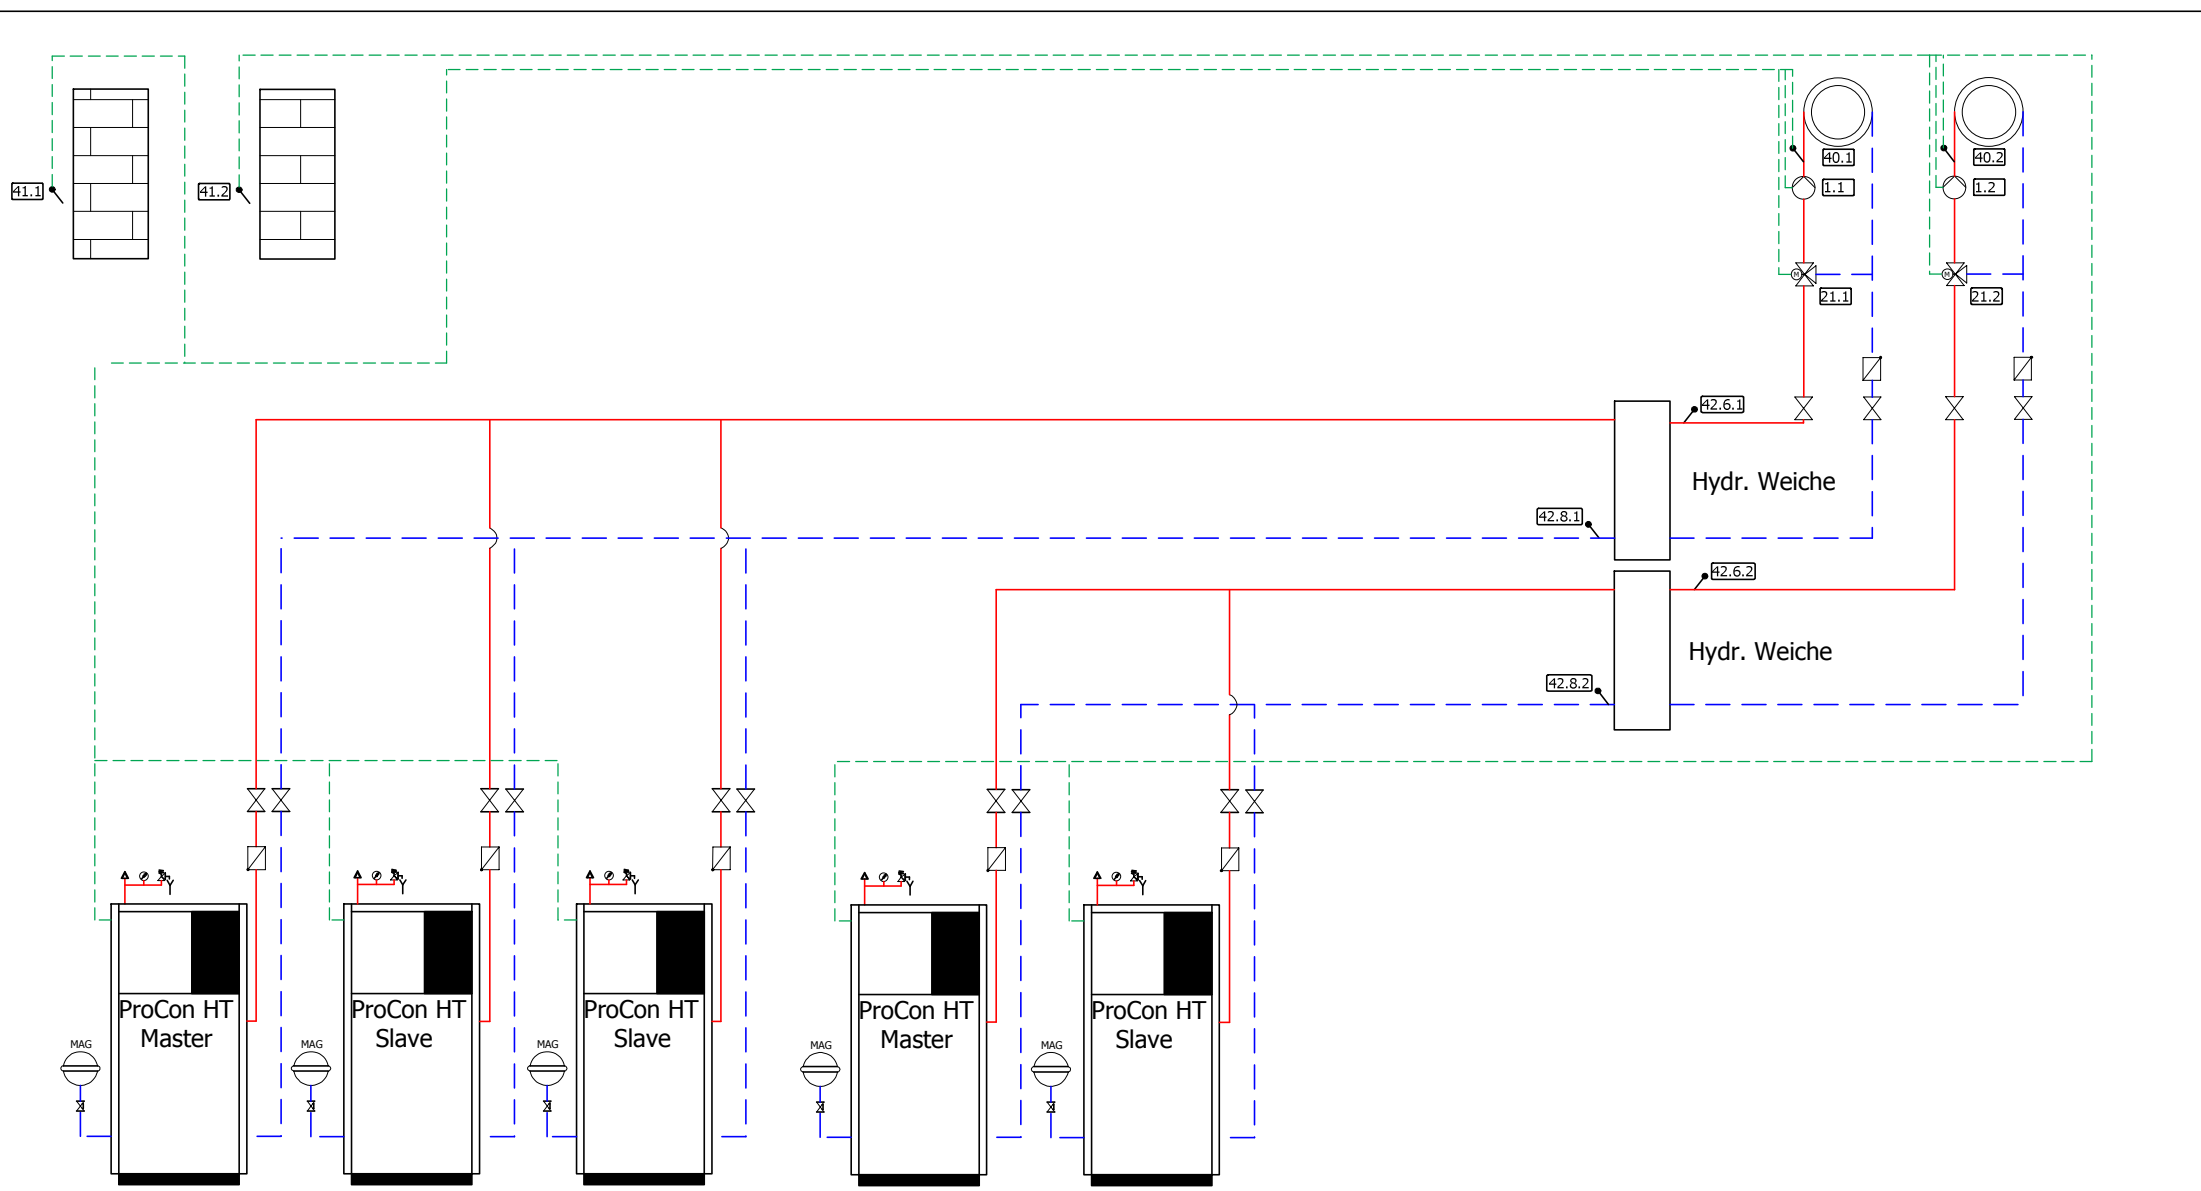 40.1
40.2
41.1
41.2
1.1
1.2
M
M
21.1
21.2
42.6.1
Hydr. Weiche
42.8.1
42.6.2
Hydr. Weiche
42.8.2
ProCon HT
Master
ProCon HT
Slave
ProCon HT
Slave
ProCon HT
Master
ProCon HT
Slave
MAG
MAG
MAG
MAG
MAG